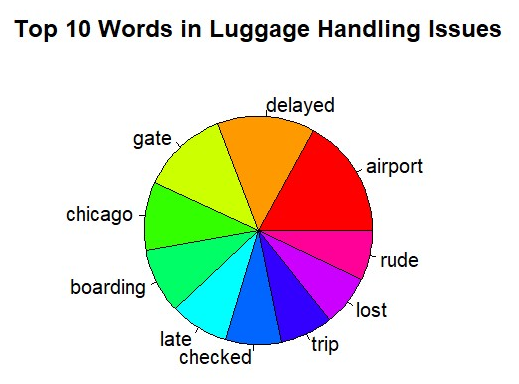 Top 10 Words in Luggage Handling Issues
delayed
airport
gate
chicago
boarding
late
checked
trip
lost
rude